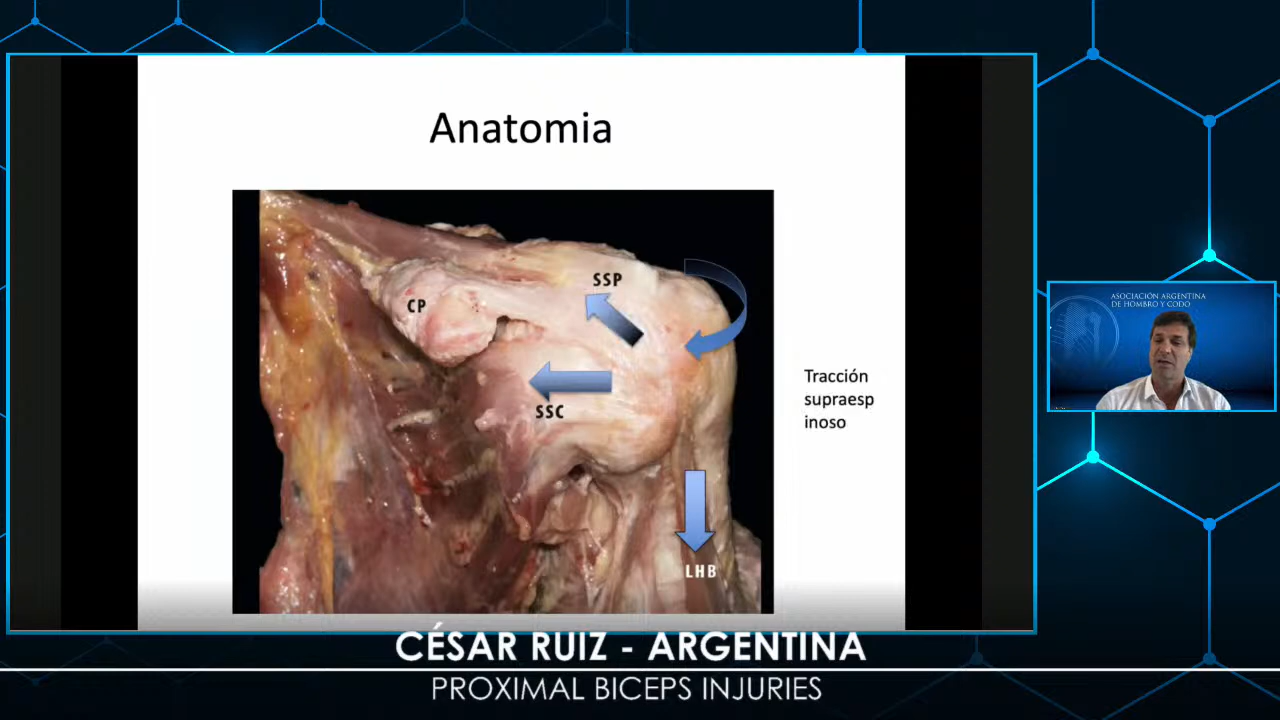 Anatomia
SSP
CP
SSC
LHB
Tracción
supraesp
inoso
ASOCIACIÓN ARGENTINA
DE HOMBRO Y CODO
CÉSAR RUIZ - ARGENTINA
PROXIMAL BICEPS INJURIES